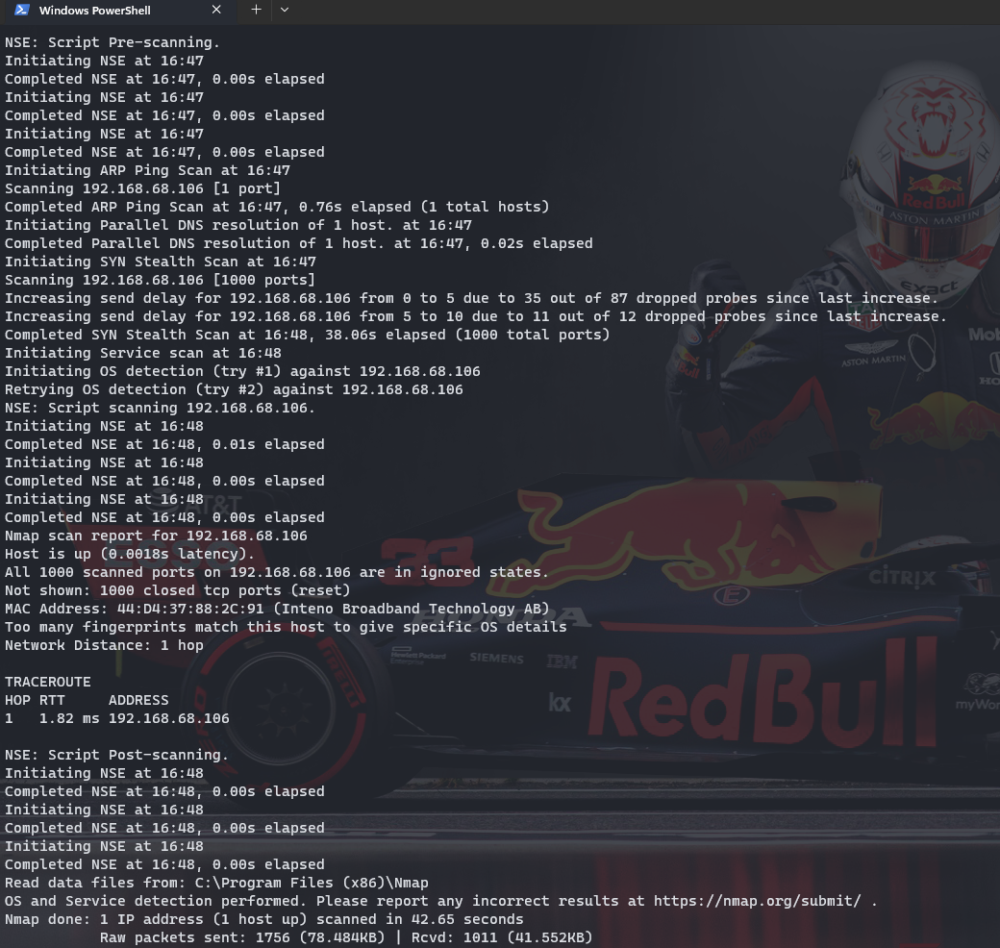 Windows PowerShell
NSE: Script Pre-scanning.
Initiating NSE at 16:47
Completed NSE at 16:47, 0.00s elapsed
Initiating NSE at 16:47
Completed NSE at 16:47, 0.00s elapsed
Initiating NSE at 16:47
Completed NSE at 16:47, 0.00s elapsed
Initiating ARP Ping Scan at 16:47
Scanning 192.168.68.106 [1 port]
Completed ARP Ping Scan at 16:47, 0.76s elapsed (1 total hosts)
Initiating Parallel DNS resolution of 1 host. at 16:47
Completed Parallel DNS resolution of 1 host. at 16:47, 0.02s elapsed
Initiating SYN Stealth Scan at 16:47
Scanning 192.168.68.106 [1000 ports]
Increasing send delay for 192.168.68.106 from 0 to 5 due to 35 out of 87 dropped probes since last increase.
Increasing send delay for 192.168.68.106 from 5 to 10 due to 11 out of 12 dropped probes since last increase.
Completed SYN Stealth Scan at 16:48, 38.06s elapsed (1000 total ports)
Initiating Service scan at 16:48
Initiating OS detection (try #1) against 192.168.68.106
Retrying OS detection (try #2) against 192.168.68.106
NSE: Script scanning 192.168.68.106.
Initiating NSE at 16:48
Completed NSE at 16:48, 0.01s elapsed
Initiating NSE at 16:48
Completed NSE at 16:48, 0.00s elapsed
Initiating NSE at 16:48
Completed NSE at 16:48, 0.00s elapsed
Nmap scan report for 192.168.68.106
Host is up (0.0018s latency).
All 1000 scanned ports on 192.168.68.106 are in ignored states.
Not shown: 1000 closed tcp ports (reset)
MAC Address: 44:D4:37:88:2C:91 (Inteno Broadband Technology AB)
Too many fingerprints match this host to give specific OS details
Network Distance: 1 hop
TRACEROUTE
HOP RTT     ADDRESS
1   1.82 ms 192.168.68.106
NSE: Script Post-scanning.
Initiating NSE at 16:48
Completed NSE at 16:48, 0.00s elapsed
Initiating NSE at 16:48
Completed NSE at 16:48, 0.00s elapsed
Initiating NSE at 16:48
Completed NSE at 16:48, 0.00s elapsed
Read data files from: C:\Program Files (x86)\Nmap
OS and Service detection performed. Please report any incorrect results at https://nmap.org/submit/ .
Nmap done: 1 IP address (1 host up) scanned in 42.65 seconds
           Raw packets sent: 1756 (78.484KB) | Rcvd: 1011 (41.552KB)
Red Bull
ASTON MARTIN
exact
ASTON MARTIN
Bull
AT&T
33
HONDA
CITRIX
Hewlett Packard
Enterprise
SIEMENS
IBM
kx
RedBull
PIRELLI